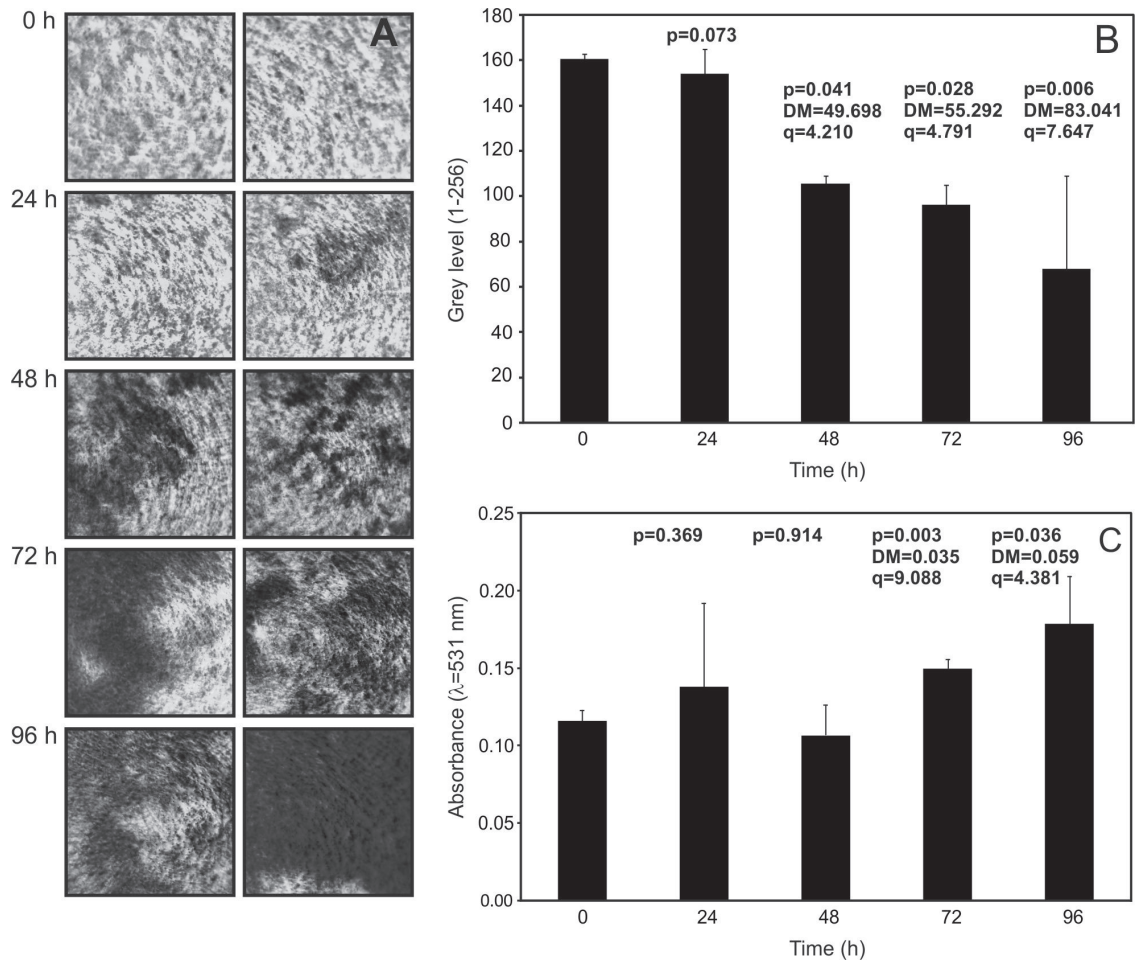 0 h
A
24 h
48 h
72 h
96 h
B
180
160
140
120
100
80
60
40
20
0
Grey level (1-256)
p=0.073
p=0.041
DM=49.698
q=4.210
p=0.028
DM=55.292
q=4.791
p=0.006
DM=83.041
q=7.647
0
24
48
72
96
Time (h)
C
0.25
0.20
0.15
0.10
0.05
0.00
Absorbance (λ=531 nm)
p=0.369
p=0.914
p=0.003
DM=0.035
q=9.088
p=0.036
DM=0.059
q=4.381
0
24
48
72
96
Time (h)